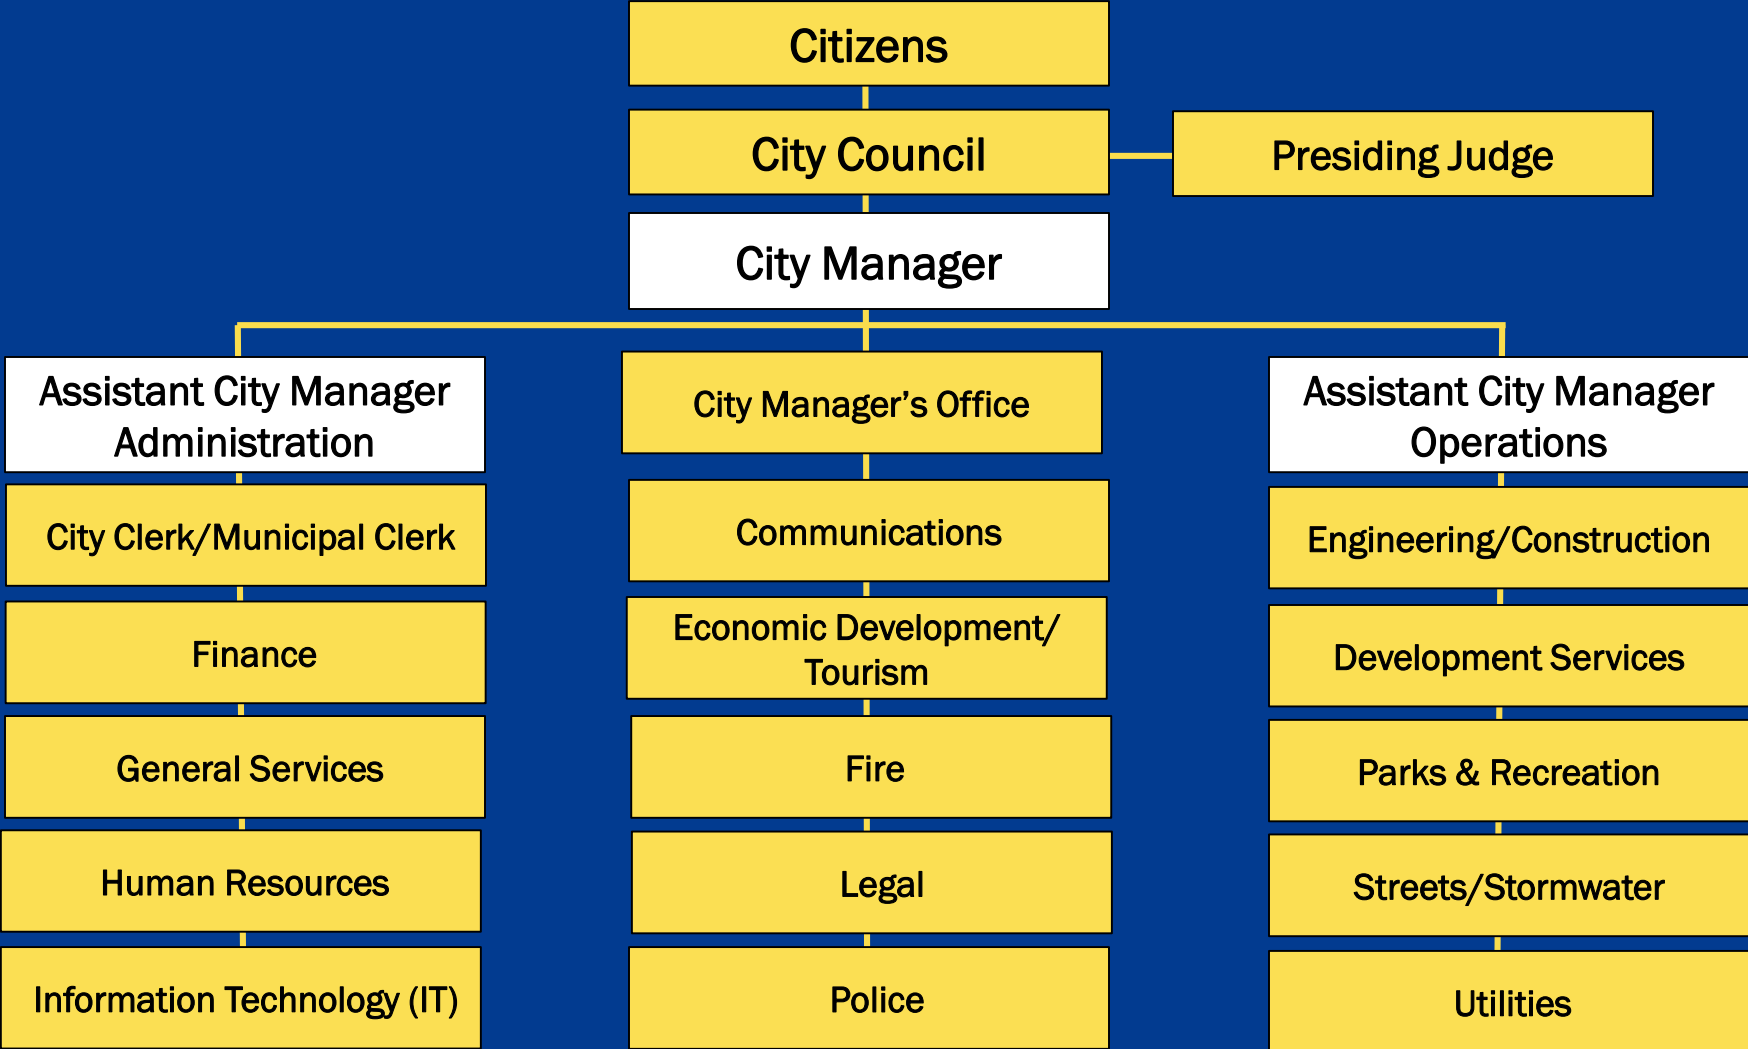 Citizens
City Council
Presiding Judge
City Manager
Assistant City Manager
Administration
City Clerk/Municipal Clerk
Finance
General Services
Human Resources
Information Technology (IT)
City Manager’s Office
Communications
Economic Development/
Tourism
Fire
Legal
Police
Assistant City Manager
Operations
Engineering/Construction
Development Services
Parks & Recreation
Streets/Stormwater
Utilities